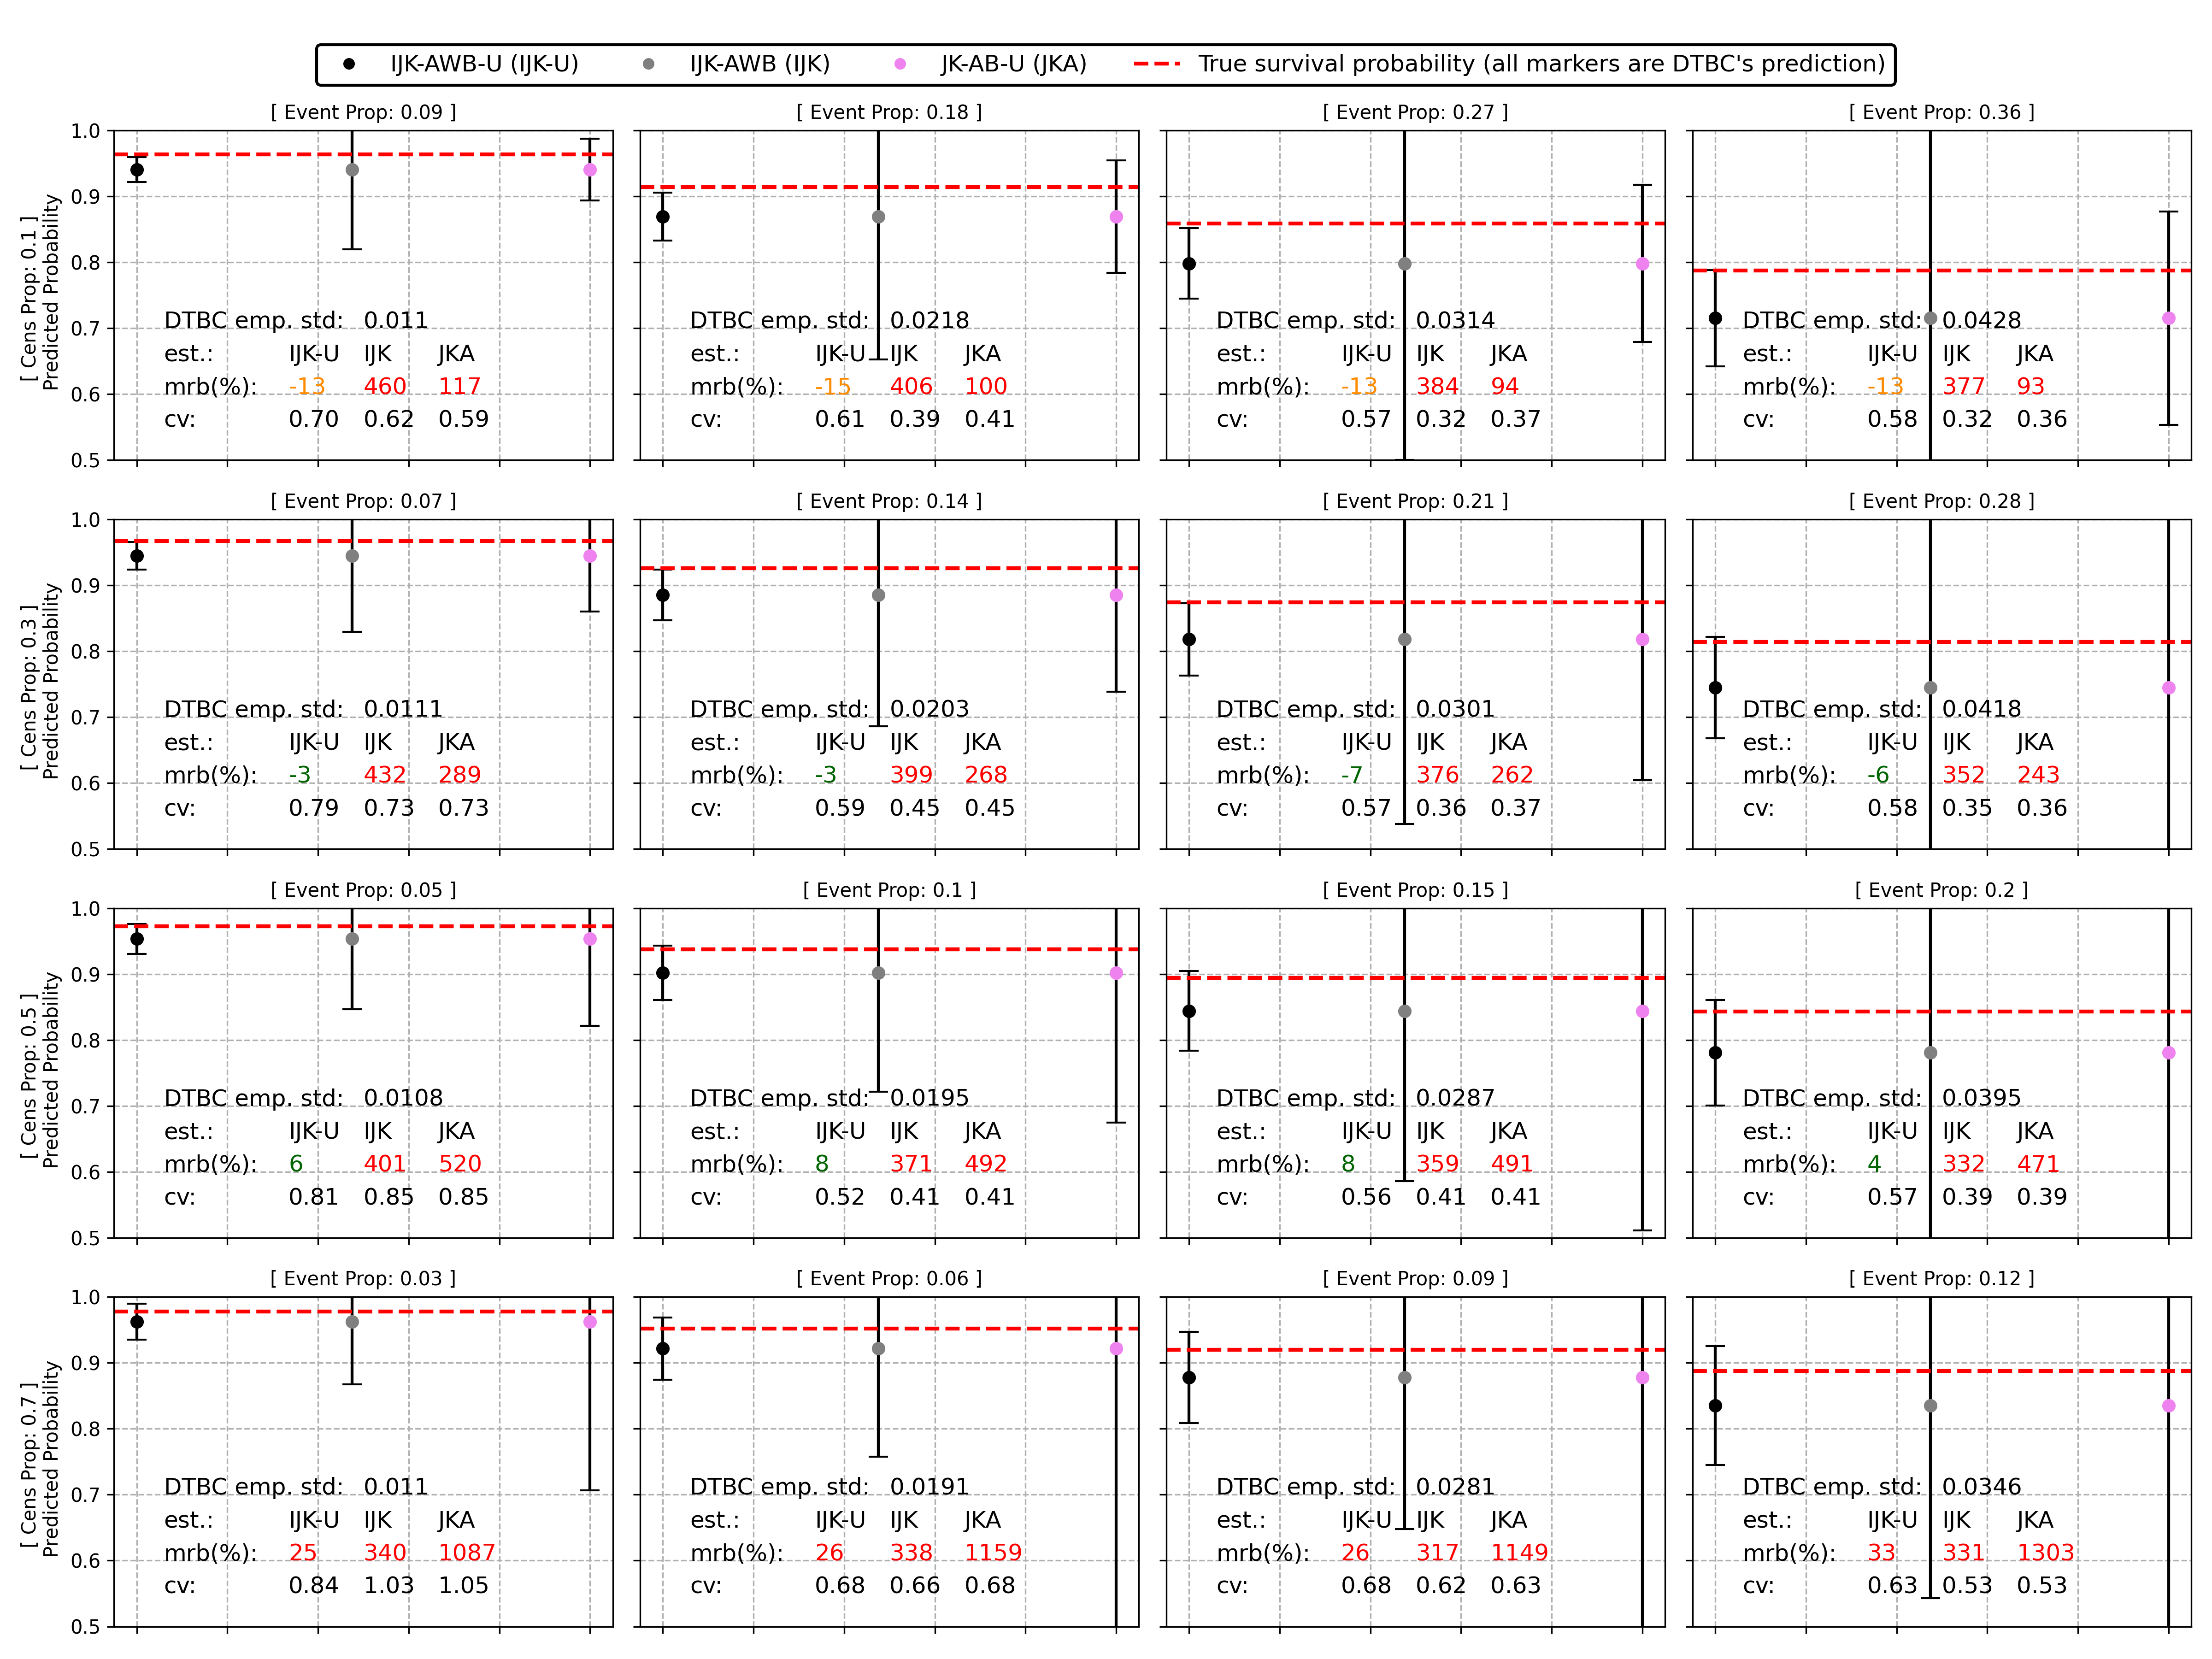 IJK-AWB-U (IJK-U) IJK-AWB (IJK) JK-AB-U (JKA) True survival probability (all markers are DTBC's prediction)
[ Event Prop: 0.09 ] [ Event Prop: 0.18 ] [ Event Prop: 0.27 ] [ Event Prop: 0.36 ]
[ Cens Prop: 0.1 ]
Predicted Probability
1.0
0.9
0.8
0.7
0.6
0.5
DTBC emp. std: 0.011
est.: IJK-U IJK JKA
mrb(%): -13 460 117
cv: 0.70 0.62 0.59
DTBC emp. std: 0.0218
est.: IJK-U IJK JKA
mrb(%): -15 406 100
cv: 0.61 0.39 0.41
DTBC emp. std: 0.0314
est.: IJK-U IJK JKA
mrb(%): -13 384 94
cv: 0.57 0.32 0.37
DTBC emp. std: 0.0428
est.: IJK-U IJK JKA
mrb(%): -13 377 93
cv: 0.58 0.32 0.36
[ Event Prop: 0.07 ] [ Event Prop: 0.14 ] [ Event Prop: 0.21 ] [ Event Prop: 0.28 ]
[ Cens Prop: 0.3 ]
Predicted Probability
1.0
0.9
0.8
0.7
0.6
0.5
DTBC emp. std: 0.0111
est.: IJK-U IJK JKA
mrb(%): -3 432 289
cv: 0.79 0.73 0.73
DTBC emp. std: 0.0203
est.: IJK-U IJK JKA
mrb(%): -3 399 268
cv: 0.59 0.45 0.45
DTBC emp. std: 0.0301
est.: IJK-U IJK JKA
mrb(%): -7 376 262
cv: 0.57 0.36 0.37
DTBC emp. std: 0.0418
est.: IJK-U IJK JKA
mrb(%): -6 352 243
cv: 0.58 0.35 0.36
[ Event Prop: 0.05 ] [ Event Prop: 0.1 ] [ Event Prop: 0.15 ] [ Event Prop: 0.2 ]
[ Cens Prop: 0.5 ]
Predicted Probability
1.0
0.9
0.8
0.7
0.6
0.5
DTBC emp. std: 0.0108
est.: IJK-U IJK JKA
mrb(%): 6 401 520
cv: 0.81 0.85 0.85
DTBC emp. std: 0.0195
est.: IJK-U IJK JKA
mrb(%): 8 371 492
cv: 0.52 0.41 0.41
DTBC emp. std: 0.0287
est.: IJK-U IJK JKA
mrb(%): 8 359 491
cv: 0.56 0.41 0.41
DTBC emp. std: 0.0395
est.: IJK-U IJK JKA
mrb(%): 4 332 471
cv: 0.57 0.39 0.39
[ Event Prop: 0.03 ] [ Event Prop: 0.06 ] [ Event Prop: 0.09 ] [ Event Prop: 0.12 ]
[ Cens Prop: 0.7 ]
Predicted Probability
1.0
0.9
0.8
0.7
0.6
0.5
DTBC emp. std: 0.011
est.: IJK-U IJK JKA
mrb(%): 25 340 1087
cv: 0.84 1.03 1.05
DTBC emp. std: 0.0191
est.: IJK-U IJK JKA
mrb(%): 26 338 1159
cv: 0.68 0.66 0.68
DTBC emp. std: 0.0281
est.: IJK-U IJK JKA
mrb(%): 26 317 1149
cv: 0.68 0.62 0.63
DTBC emp. std: 0.0346
est.: IJK-U IJK JKA
mrb(%): 33 331 1303
cv: 0.63 0.53 0.53